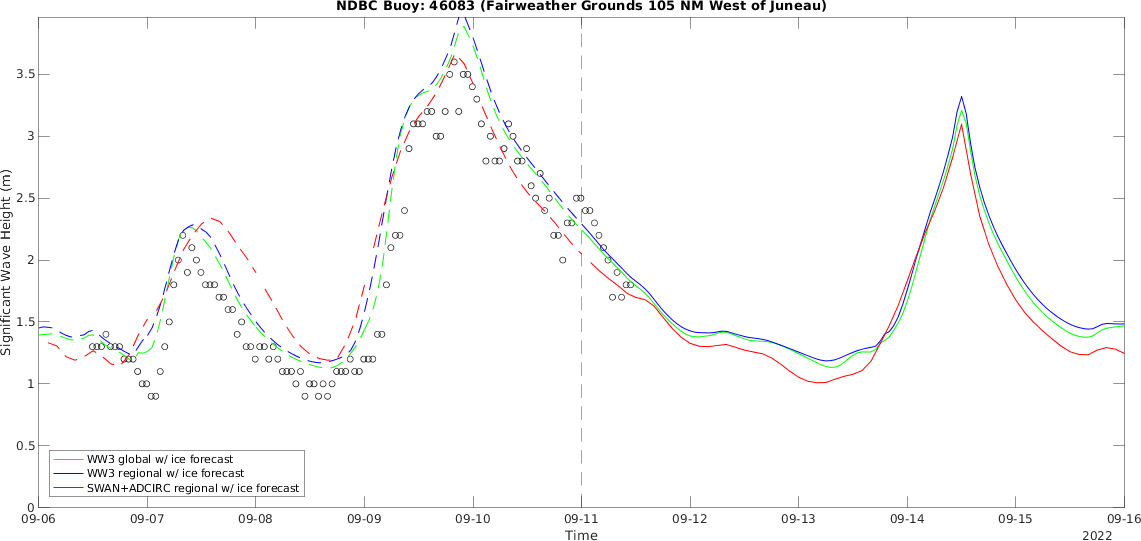 NDBC Buoy: 46083 (Fairweather Grounds 105 NM West of Juneau)
Significant Wave Height (m)
3.5
3
2.5
2
1.5
1
0.5
0
WW3 global w/ ice forecast
WW3 regional w/ ice forecast
SWAN+ADCIRC regional w/ ice forecast
09-06 09-07 09-08 09-09 09-10 09-11 09-12 09-13 09-14 09-15 09-16
Time
2022